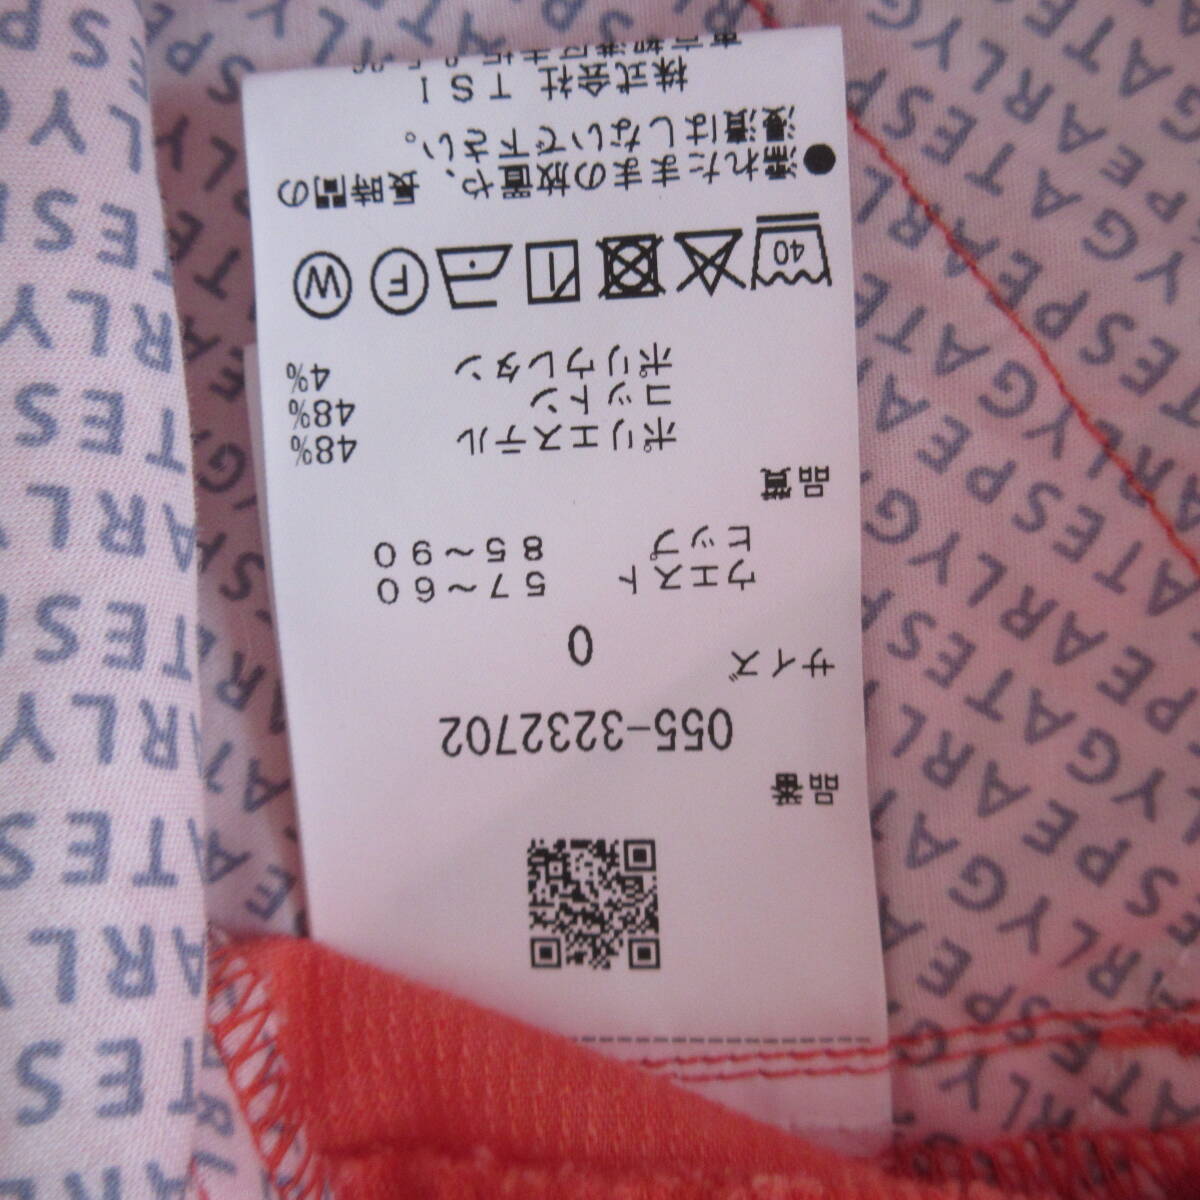 品番
055-3232702
サイズ
0
ウエスト 57~60
ヒップ 85~90
品質
ポリエステル 48%
コットン 48%
ポリウレタン 4%
40
F
W
●濡れたままの放置や、長時間の
浸漬はしないで下さい。
株式会社 TSI
PEARLY GATES